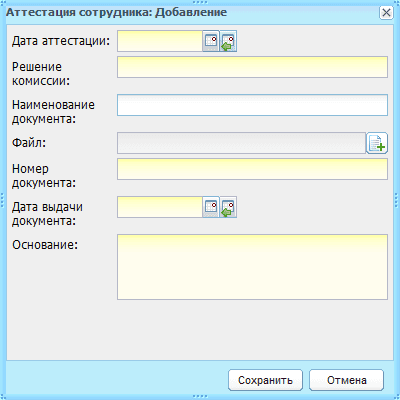 Аттестация сотрудника: Добавление
Дата аттестации:
Решение
комиссии:
Наименование
документа:
Файл:
Номер
документа:
Дата выдачи
документа:
Основание:
Сохранить Отмена